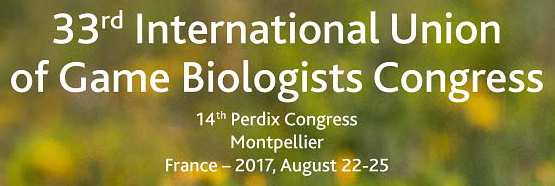 33rd International Union
of Game Biologists Congress
14th Perdix Congress
Montpellier
France – 2017, August 22-25